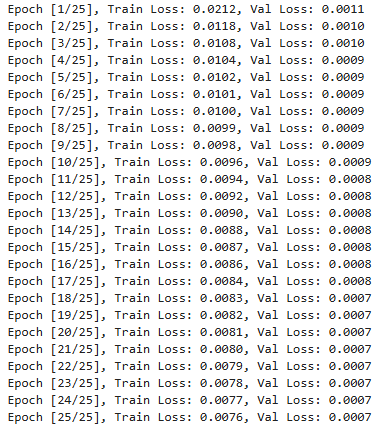 Epoch [1/25], Train Loss: 0.0212, Val Loss: 0.0011
Epoch [2/25], Train Loss: 0.0118, Val Loss: 0.0010
Epoch [3/25], Train Loss: 0.0108, Val Loss: 0.0010
Epoch [4/25], Train Loss: 0.0104, Val Loss: 0.0009
Epoch [5/25], Train Loss: 0.0102, Val Loss: 0.0009
Epoch [6/25], Train Loss: 0.0101, Val Loss: 0.0009
Epoch [7/25], Train Loss: 0.0100, Val Loss: 0.0009
Epoch [8/25], Train Loss: 0.0099, Val Loss: 0.0009
Epoch [9/25], Train Loss: 0.0098, Val Loss: 0.0009
Epoch [10/25], Train Loss: 0.0096, Val Loss: 0.0009
Epoch [11/25], Train Loss: 0.0094, Val Loss: 0.0008
Epoch [12/25], Train Loss: 0.0092, Val Loss: 0.0008
Epoch [13/25], Train Loss: 0.0090, Val Loss: 0.0008
Epoch [14/25], Train Loss: 0.0088, Val Loss: 0.0008
Epoch [15/25], Train Loss: 0.0087, Val Loss: 0.0008
Epoch [16/25], Train Loss: 0.0086, Val Loss: 0.0008
Epoch [17/25], Train Loss: 0.0084, Val Loss: 0.0008
Epoch [18/25], Train Loss: 0.0083, Val Loss: 0.0007
Epoch [19/25], Train Loss: 0.0082, Val Loss: 0.0007
Epoch [20/25], Train Loss: 0.0081, Val Loss: 0.0007
Epoch [21/25], Train Loss: 0.0080, Val Loss: 0.0007
Epoch [22/25], Train Loss: 0.0079, Val Loss: 0.0007
Epoch [23/25], Train Loss: 0.0078, Val Loss: 0.0007
Epoch [24/25], Train Loss: 0.0077, Val Loss: 0.0007
Epoch [25/25], Train Loss: 0.0076, Val Loss: 0.0007